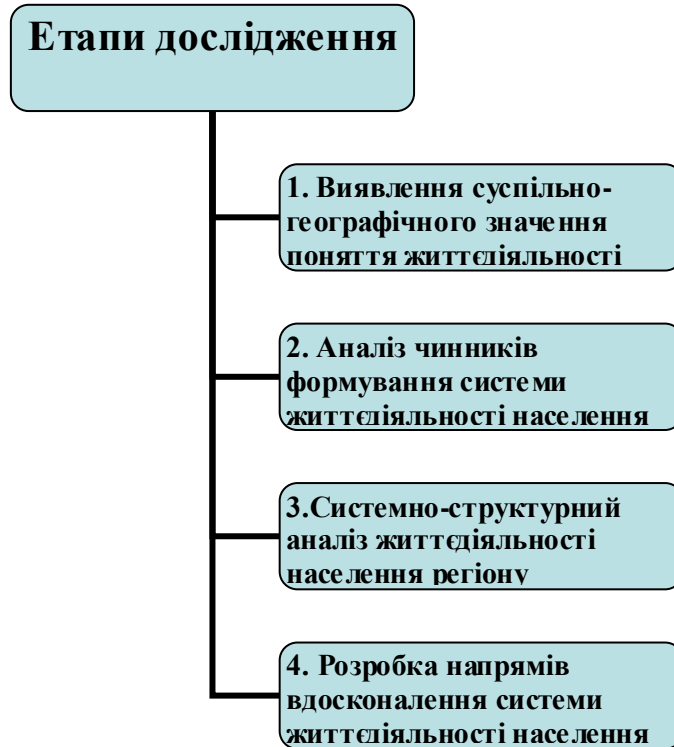 Етапи дослідження
1. Виявлення суспільно-
географічного значення
поняття життєдіяльності
2. Аналіз чинників
формування системи
життєдіяльності населення
3.Системно-структурний
аналіз життєдіяльності
населення регіону
4. Розробка напрямів
вдосконалення системи
життєдіяльності населення